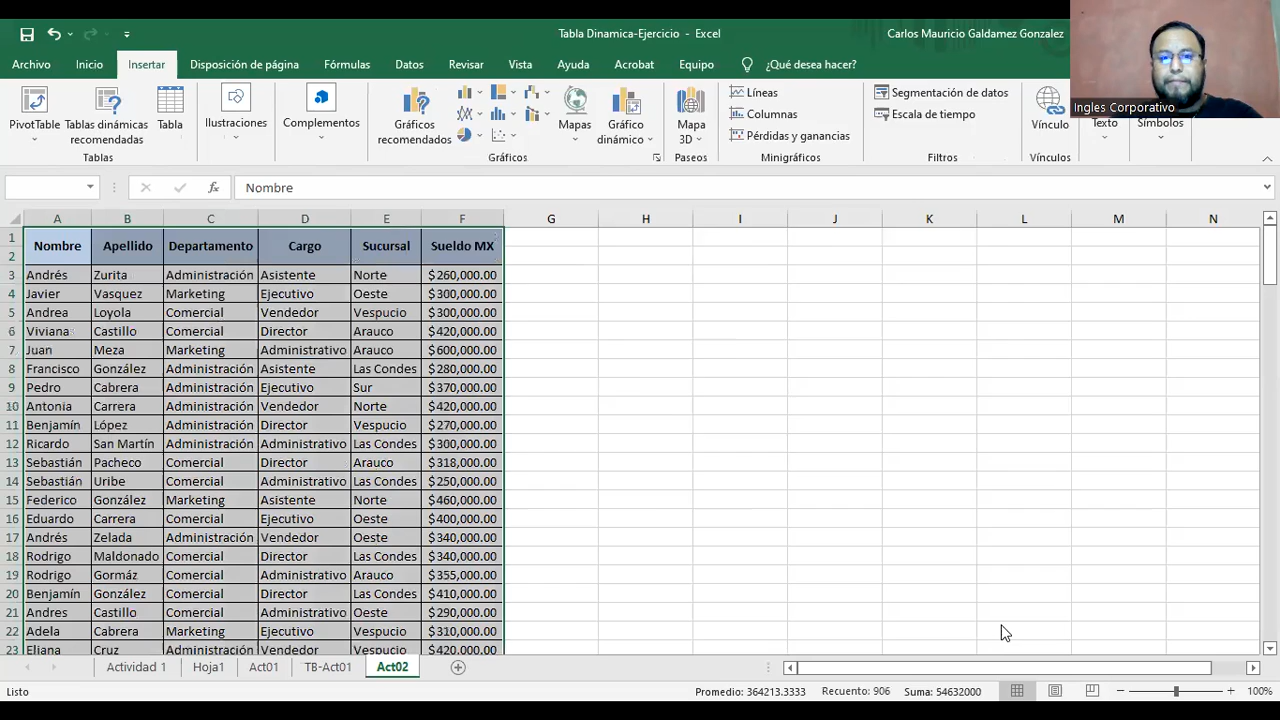 Tabla Dinamica-Ejercicio - Excel
Carlos Mauricio Galdamez Gonzalez
Archivo Inicio Insertar Disposición de página Fórmulas Datos Revisar Vista Ayuda Acrobat Equipo ¿Qué desea hacer?
Ingles Corporativo
PivotTable Tablas dinámicas recomendadas Tabla
Tablas
Ilustraciones
Complementos
Gráficos recomendados
Mapas
Gráfico dinámico
Gráficos
Mapa 3D
Paseos
Líneas
Columnas
Pérdidas y ganancias
Minigráficos
Segmentación de datos
Escala de tiempo
Filtros
Vínculo
Vínculos
Texto
Símbolos
fx Nombre
A B C D E F G H I J K L M N
1 Nombre Apellido Departamento Cargo Sucursal Sueldo MX
2
3 Andrés Zurita Administración Asistente Norte $260,000.00
4 Javier Vasquez Marketing Ejecutivo Oeste $300,000.00
5 Andrea Loyola Comercial Vendedor Vespucio $300,000.00
6 Viviana Castillo Comercial Director Arauco $420,000.00
7 Juan Meza Marketing Administrativo Arauco $600,000.00
8 Francisco González Administración Asistente Las Condes $280,000.00
9 Pedro Cabrera Administración Ejecutivo Sur $370,000.00
10 Antonia Carrera Administración Vendedor Norte $420,000.00
11 Benjamín López Administración Director Vespucio $270,000.00
12 Ricardo San Martín Administración Administrativo Las Condes $300,000.00
13 Sebastián Pacheco Comercial Director Arauco $318,000.00
14 Sebastián Uribe Comercial Administrativo Las Condes $250,000.00
15 Federico González Marketing Asistente Norte $460,000.00
16 Eduardo Carrera Comercial Ejecutivo Oeste $400,000.00
17 Andrés Zelada Administración Vendedor Oeste $340,000.00
18 Rodrigo Maldonado Comercial Director Las Condes $340,000.00
19 Rodrigo Gormáz Comercial Administrativo Arauco $355,000.00
20 Benjamín González Comercial Director Las Condes $410,000.00
21 Andres Castillo Comercial Administrativo Oeste $290,000.00
22 Adela Cabrera Marketing Ejecutivo Vespucio $310,000.00
23 Eliana Cruz Administración Vendedor Vespucio $420,000.00
Actividad 1 Hoja1 Act01 TB-Act01 Act02
Listo
Promedio: 364213.3333 Recuento: 906 Suma: 54632000
100%